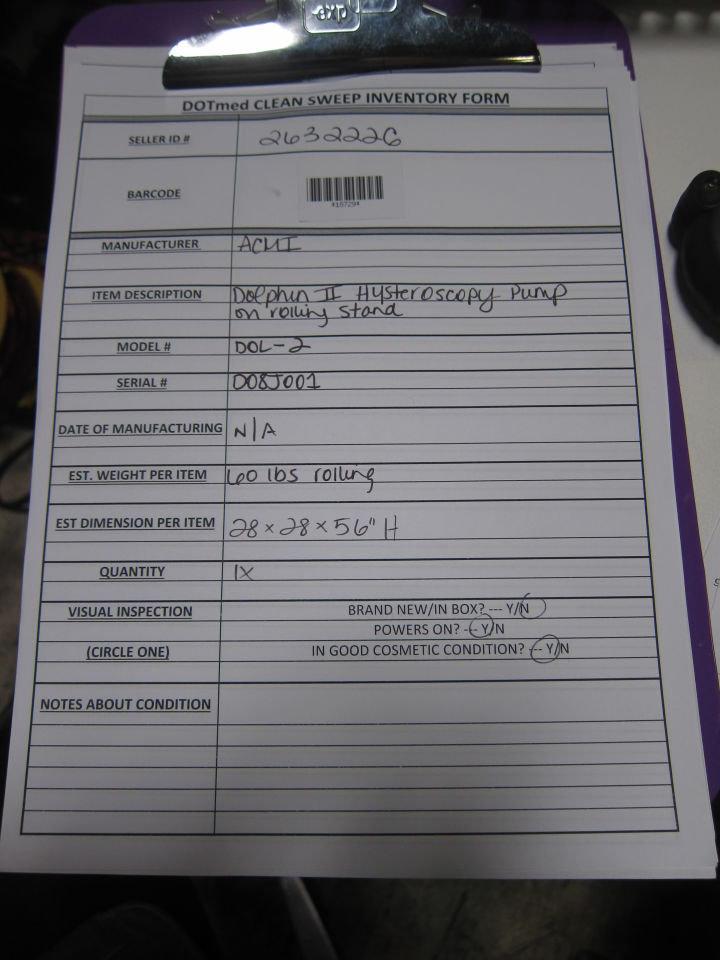 DOTmed CLEAN SWEEP INVENTORY FORM
SELLER ID # 2632226
BARCODE
MANUFACTURER ACMI
ITEM DESCRIPTION Dolphin II Hysteroscopy Pump
on rolling stand
MODEL # DOL-2
SERIAL # D08J001
DATE OF MANUFACTURING N/A
EST. WEIGHT PER ITEM 60 lbs rolling
EST DIMENSION PER ITEM 28 x 28 x 56" H
QUANTITY 1X
VISUAL INSPECTION BRAND NEW/IN BOX? --- Y/N
POWERS ON? -- Y/N
(CIRCLE ONE) IN GOOD COSMETIC CONDITION? --- Y/N
NOTES ABOUT CONDITION